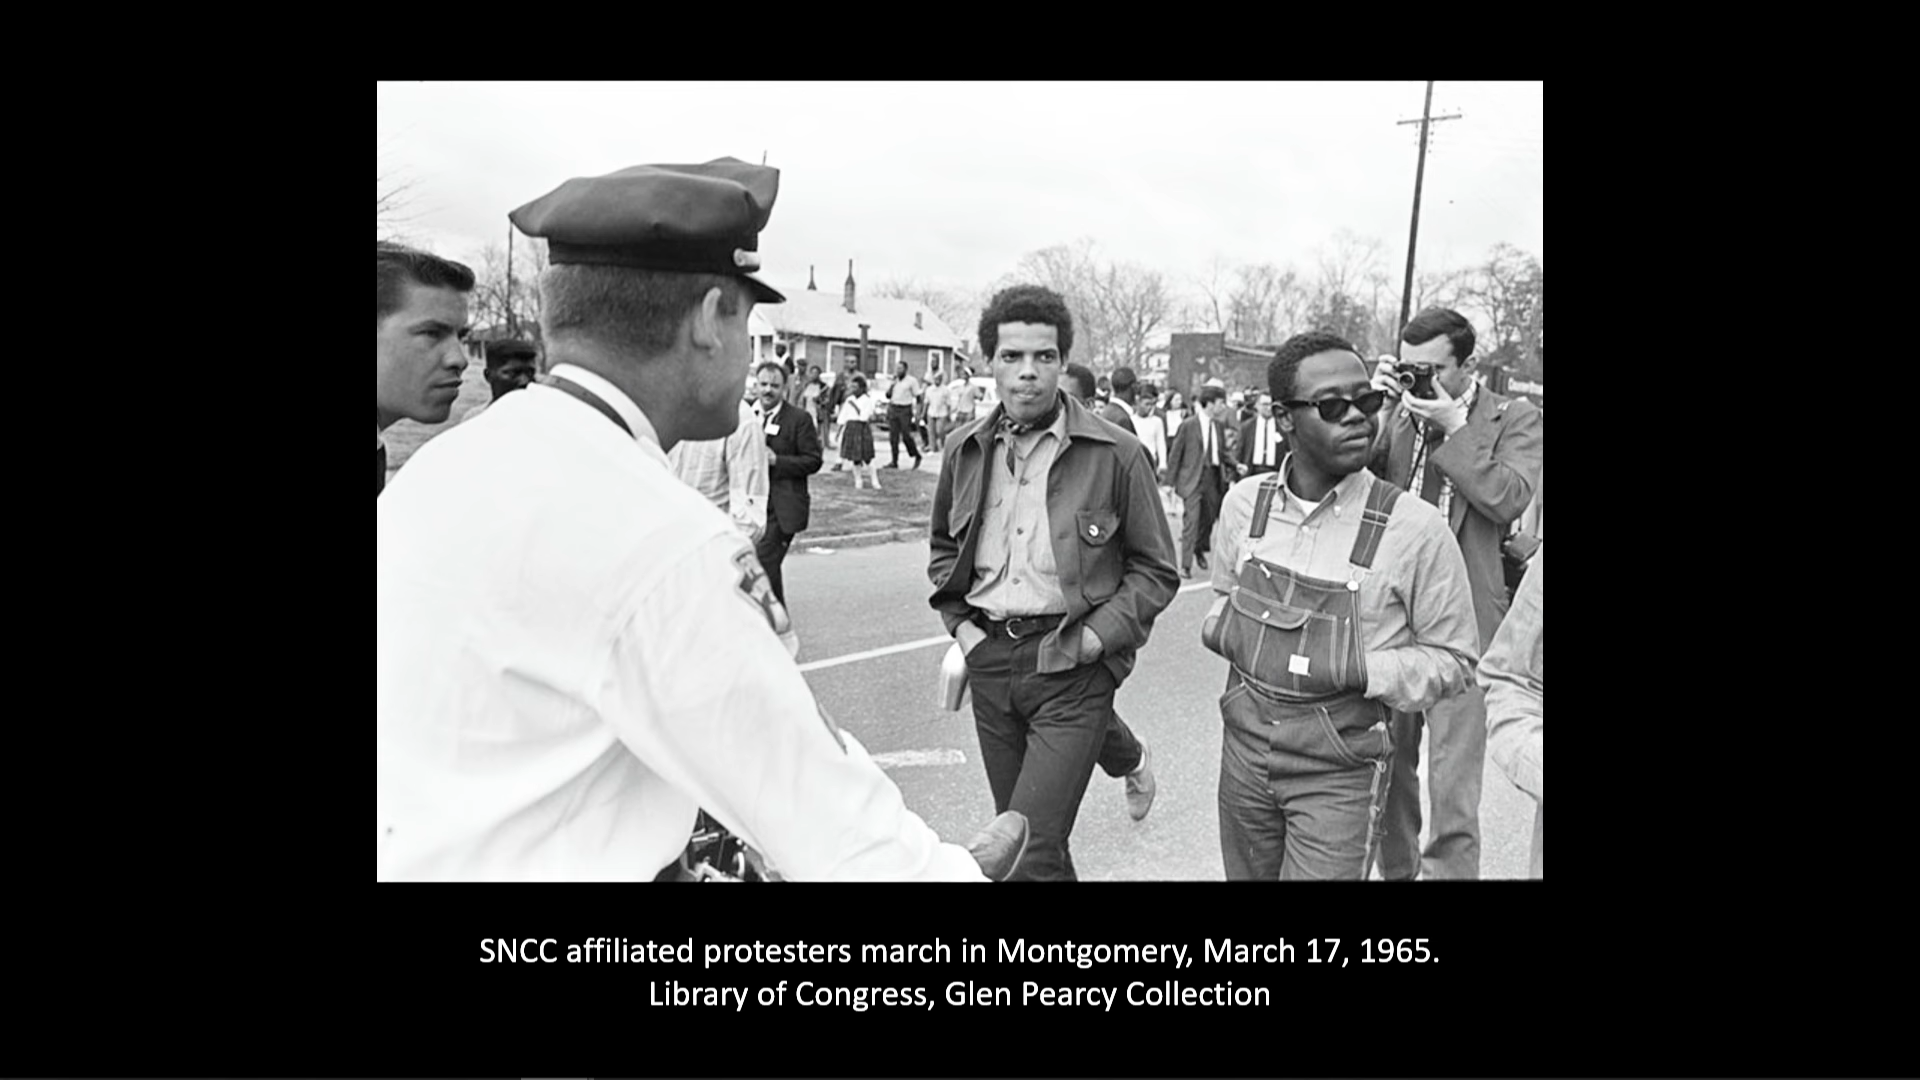 SNCC affiliated protesters march in Montgomery, March 17, 1965.
Library of Congress, Glen Pearcy Collection